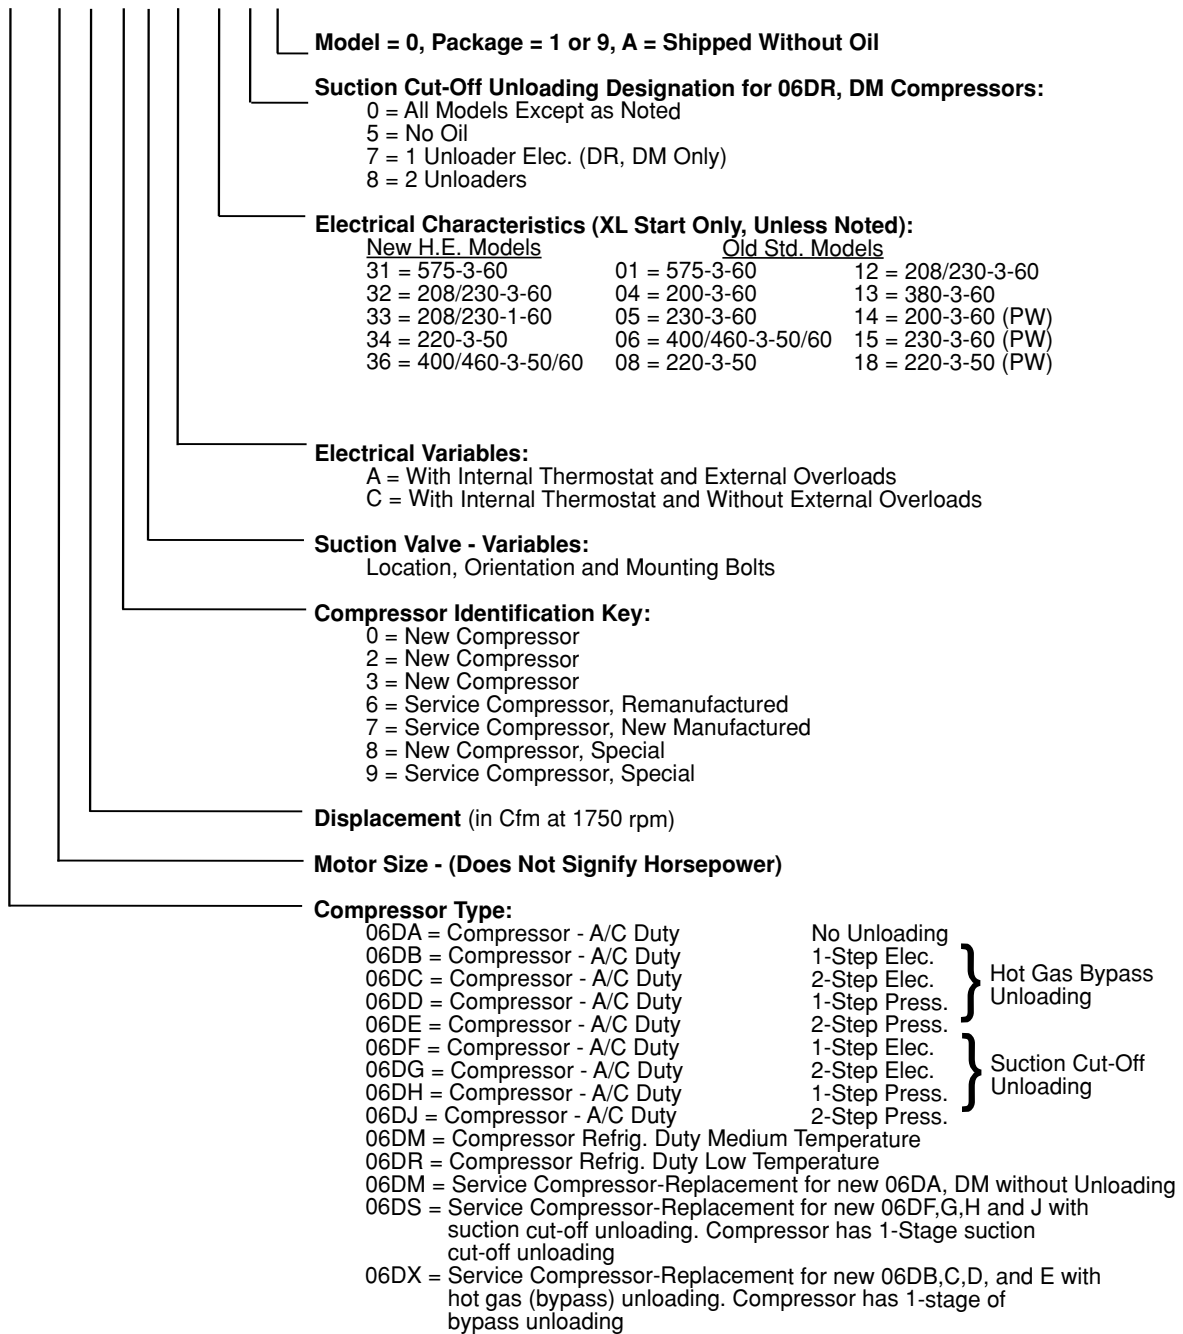 Model = 0, Package = 1 or 9, A = Shipped Without Oil
Suction Cut-Off Unloading Designation for 06DR, DM Compressors:
0 = All Models Except as Noted
5 = No Oil
7 = 1 Unloader Elec. (DR, DM Only)
8 = 2 Unloaders
Electrical Characteristics (XL Start Only, Unless Noted):
New H.E. Models Old Std. Models
31 = 575-3-60 01 = 575-3-60 12 = 208/230-3-60
32 = 208/230-3-60 04 = 200-3-60 13 = 380-3-60
33 = 208/230-1-60 05 = 230-3-60 14 = 200-3-60 (PW)
34 = 220-3-50 06 = 400/460-3-50/60 15 = 230-3-60 (PW)
36 = 400/460-3-50/60 08 = 220-3-50 18 = 220-3-50 (PW)
Electrical Variables:
A = With Internal Thermostat and External Overloads
C = With Internal Thermostat and Without External Overloads
Suction Valve - Variables:
Location, Orientation and Mounting Bolts
Compressor Identification Key:
0 = New Compressor
2 = New Compressor
3 = New Compressor
6 = Service Compressor, Remanufactured
7 = Service Compressor, New Manufactured
8 = New Compressor, Special
9 = Service Compressor, Special
Displacement (in Cfm at 1750 rpm)
Motor Size - (Does Not Signify Horsepower)
Compressor Type:
06DA = Compressor - A/C Duty No Unloading
06DB = Compressor - A/C Duty 1-Step Elec.
06DC = Compressor - A/C Duty 2-Step Elec.
06DD = Compressor - A/C Duty 1-Step Press.
06DE = Compressor - A/C Duty 2-Step Press.
Hot Gas Bypass
Unloading
06DF = Compressor - A/C Duty 1-Step Elec.
06DG = Compressor - A/C Duty 2-Step Elec.
06DH = Compressor - A/C Duty 1-Step Press.
06DJ = Compressor - A/C Duty 2-Step Press.
Suction Cut-Off
Unloading
06DM = Compressor Refrig. Duty Medium Temperature
06DR = Compressor Refrig. Duty Low Temperature
06DM = Service Compressor-Replacement for new 06DA, DM without Unloading
06DS = Service Compressor-Replacement for new 06DF,G,H and J with
suction cut-off unloading. Compressor has 1-Stage suction
cut-off unloading
06DX = Service Compressor-Replacement for new 06DB,C,D, and E with
hot gas (bypass) unloading. Compressor has 1-stage of
bypass unloading